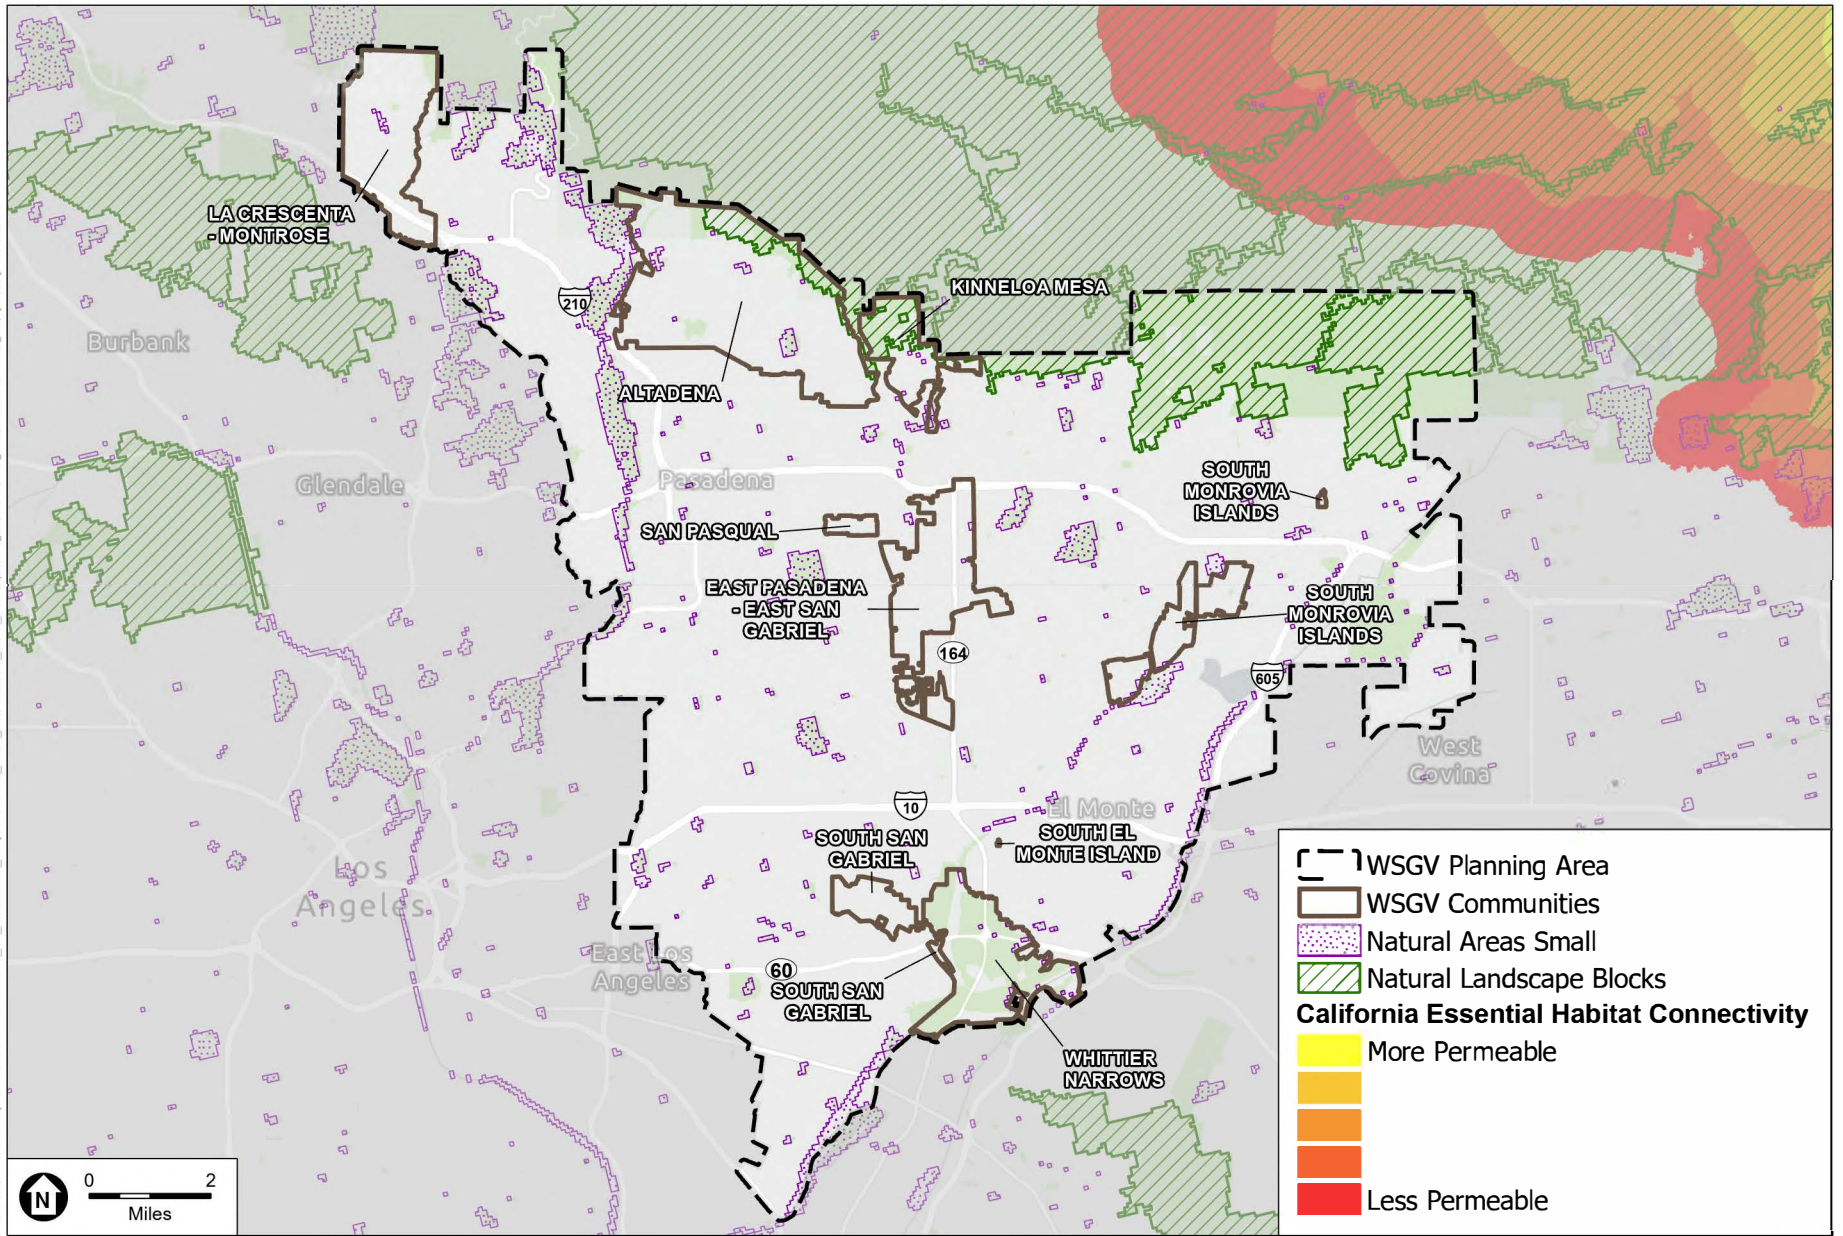 LA CRESCENTA
- MONTROSE
KINNELOA MESA
210
Burbank
ALTADENA
Glendale
Pasadena
SOUTH
MONROVIA
ISLANDS
SAN PASQUAL
EAST PASADENA
- EAST SAN
GABRIEL
SOUTH
MONROVIA
ISLANDS
164
605
West
Covina
10
El Monte
SOUTH SAN
GABRIEL
SOUTH EL
MONTE ISLAND
Los
Angeles
East Los
Angeles
60
SOUTH SAN
GABRIEL
WHITTIER
NARROWS
WSGV Planning Area
WSGV Communities
Natural Areas Small
Natural Landscape Blocks
California Essential Habitat Connectivity
More Permeable
Less Permeable
N
0 2
Miles